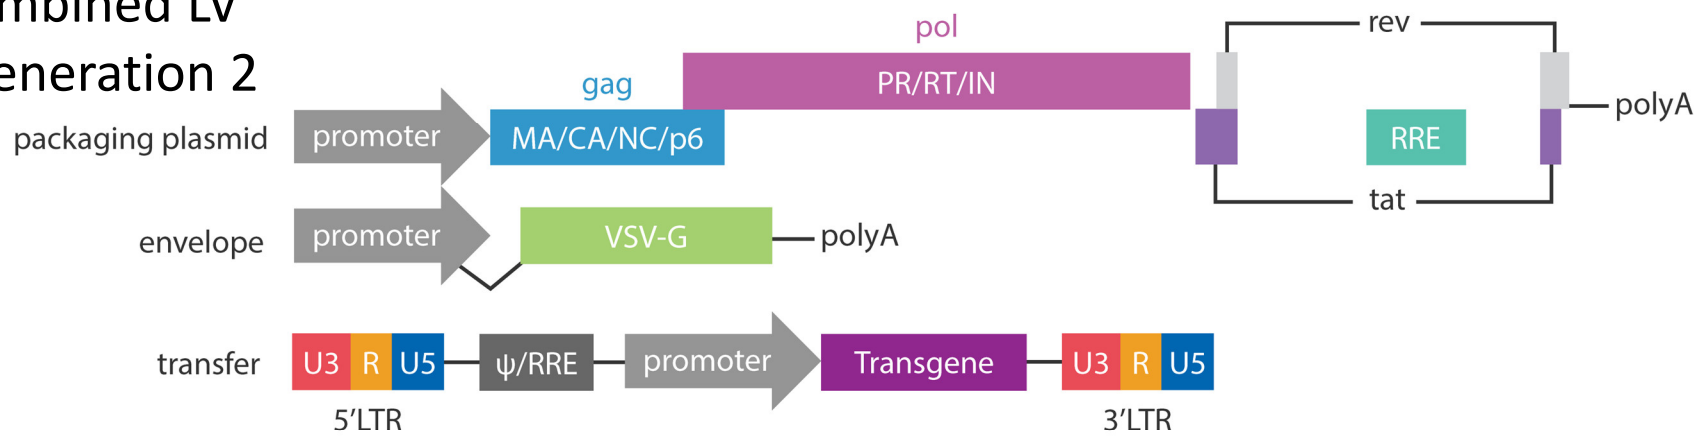 LV
eneration 2
pol
rev
gag
PR/RT/IN
polyA
packaging plasmid
promoter
MA/CA/NC/p6
RRE
tat
envelope
promoter
VSV-G
polyA
transfer
U3 R U5
ψ/RRE
promoter
Transgene
U3 R U5
5'LTR
3'LTR